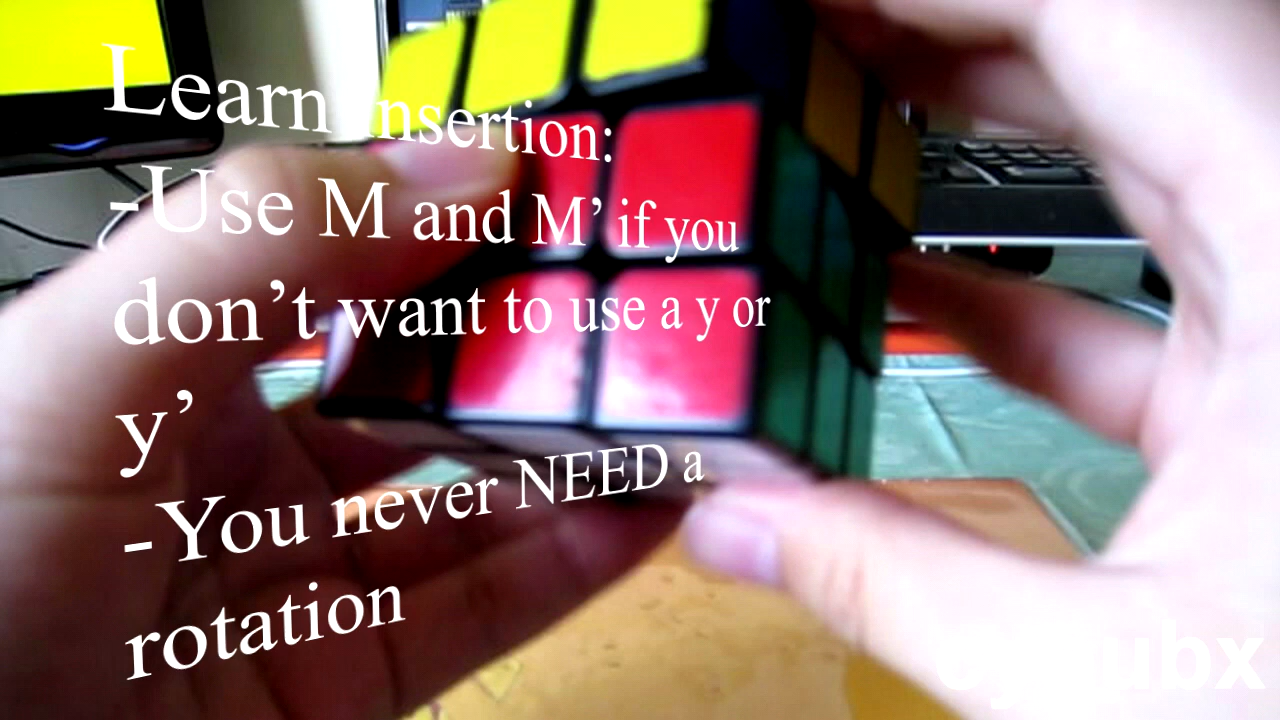 Learn insertion:
-Use M and M’ if you
don’t want to use a y or
y’
-You never NEED a
rotation